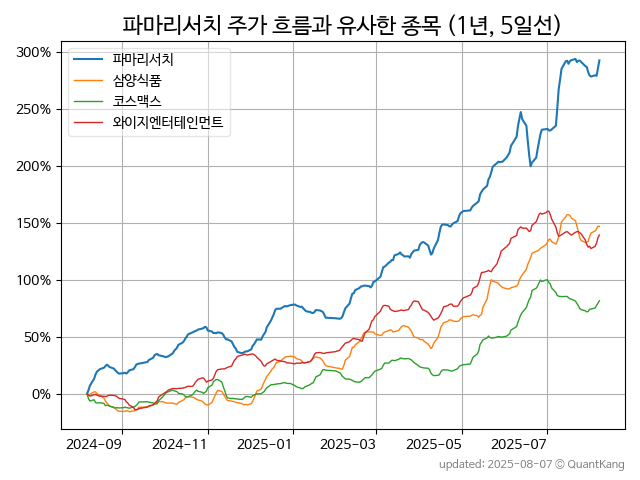 파마리서치 주가 흐름과 유사한 종목 (1년, 5일선)
300%
250%
200%
150%
100%
50%
0%
파마리서치
삼양식품
코스맥스
와이지엔터테인먼트
2024-09 2024-11 2025-01 2025-03 2025-05 2025-07
updated: 2025-08-07 © QuantKang